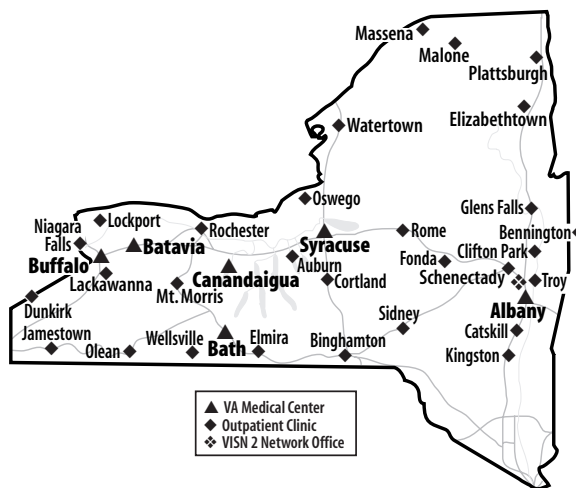 Massena
Malone
Plattsburgh
Elizabethtown
Watertown
Oswego
Glens Falls
Lockport
Niagara
Falls
Rochester
Rome
Bennington
Batavia
Syracuse
Clifton Park
Fonda
Buffalo
Auburn
Lackawanna
Canandaigua
Schenectady
Troy
Cortland
Mt. Morris
Dunkirk
Albany
Sidney
Catskill
Jamestown
Olean
Wellsville
Bath
Elmira
Binghamton
Kingston
VA Medical Center
Outpatient Clinic
VISN 2 Network Office